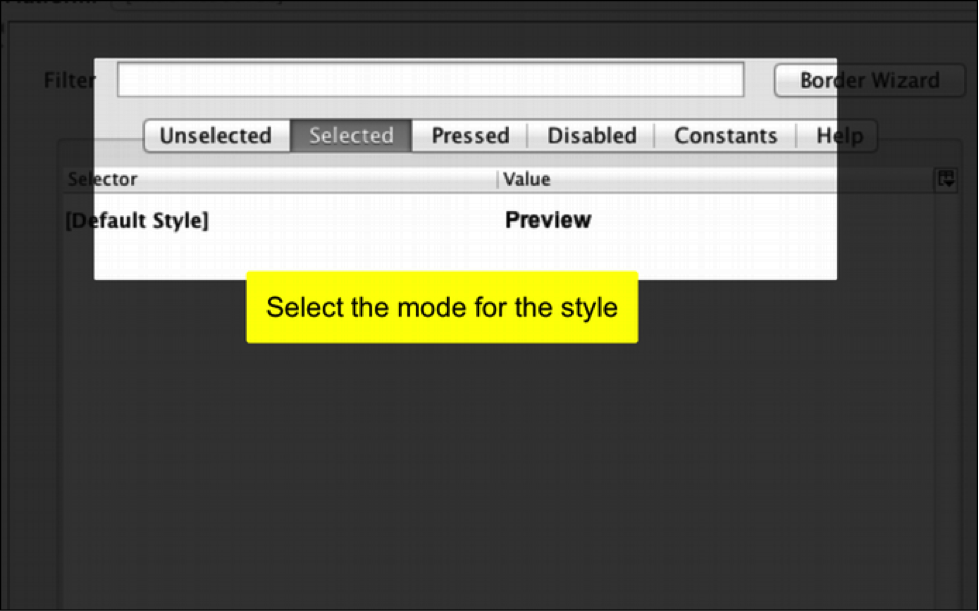 Filter Border Wizard
Unselected Selected Pressed Disabled Constants Help
Selector Value
[Default Style] Preview
Select the mode for the style